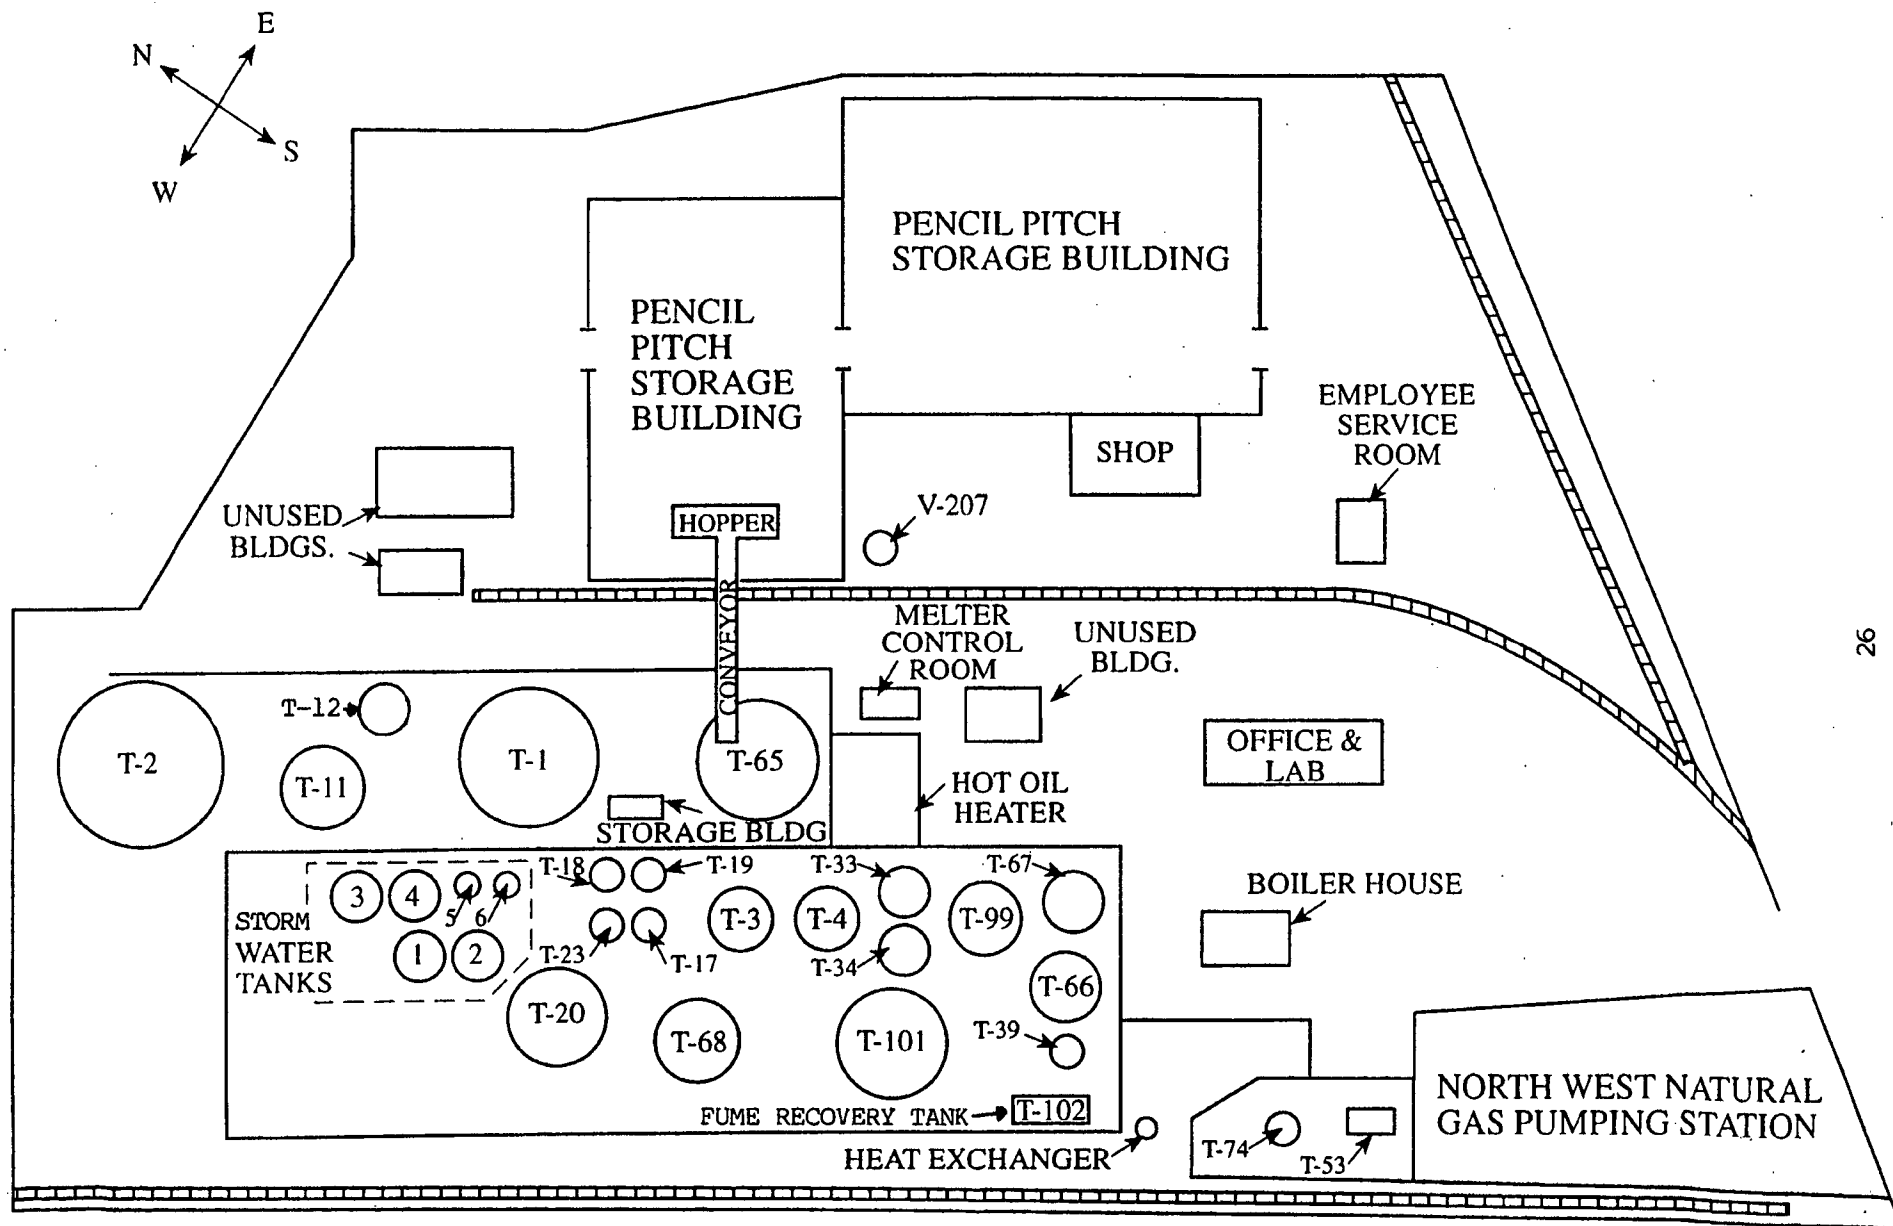 E
N
S
W
PENCIL PITCH
STORAGE BUILDING
PENCIL
PITCH
STORAGE
BUILDING
EMPLOYEE
SERVICE
ROOM
SHOP
UNUSED
BLDGS.
HOPPER
V-207
CONVEYOR
MELTER
CONTROL
ROOM
UNUSED
BLDG.
26
T-12
T-2
T-11
T-1
T-65
OFFICE &
LAB
HOT OIL
HEATER
STORAGE BLDG
T-18
T-19
T-33
T-67
BOILER HOUSE
3
4
5
6
STORM
WATER
TANKS
1
2
T-3
T-4
T-99
T-23
T-17
T-34
T-66
T-20
T-68
T-101
T-39
FUME RECOVERY TANK
T-102
NORTH WEST NATURAL
GAS PUMPING STATION
HEAT EXCHANGER
T-74
T-53